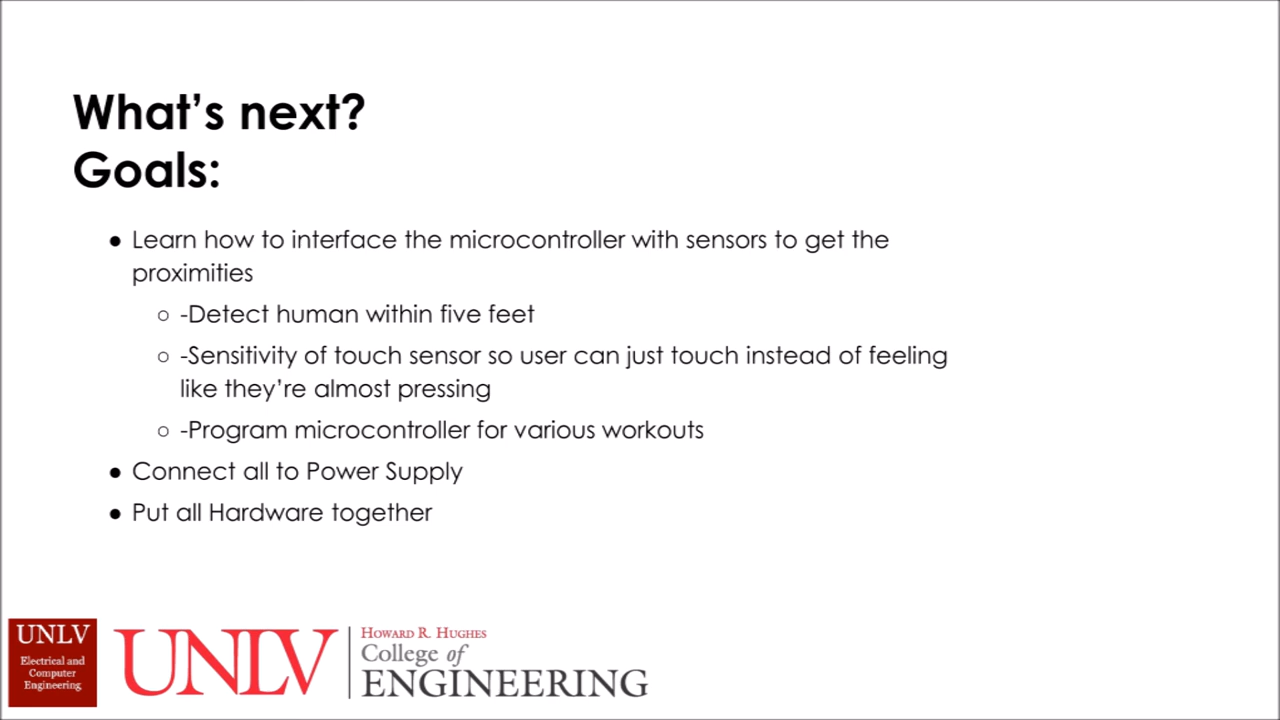 What's next?
Goals:
● Learn how to interface the microcontroller with sensors to get the
proximities
○ -Detect human within five feet
○ -Sensitivity of touch sensor so user can just touch instead of feeling
like they're almost pressing
○ -Program microcontroller for various workouts
● Connect all to Power Supply
● Put all Hardware together
UNLV
Electrical and
Computer
Engineering
UNLV
Howard R. Hughes
College of
ENGINEERING